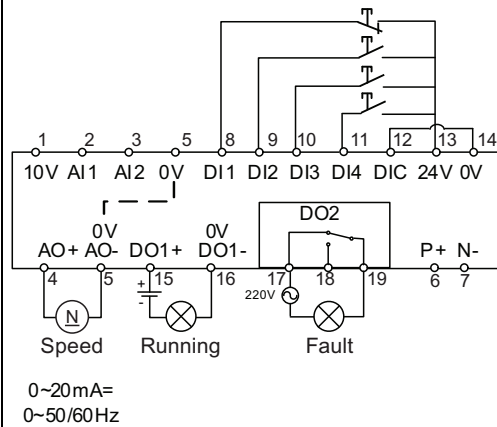 1 2 3 5 8 9 10 11 12 13 14
10V AI1 AI2 0V DI1 DI2 DI3 DI4 DIC 24V 0V
0V 0V DO2
AO+ AO- DO1+ DO1- P+ N-
4 5 15 16 17 18 19 6 7
+
-
220V
N
Speed Running Fault
0~20mA=
0~50/60Hz